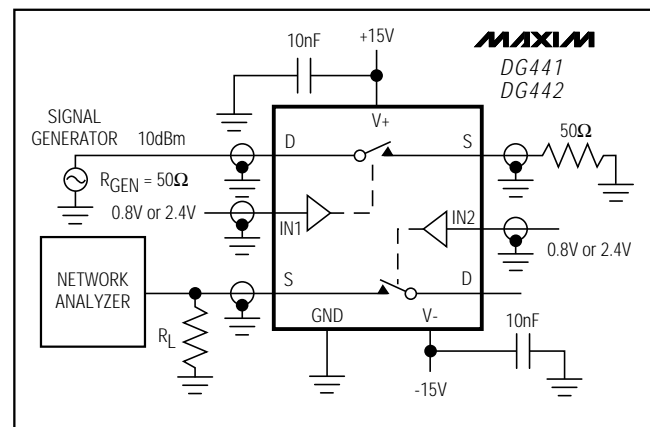 +15V
10nF
MAXIM
DG441
DG442
SIGNAL
GENERATOR
10dBm
V+
D
S
50Ω
RGEN = 50Ω
0.8V or 2.4V
IN1
IN2
0.8V or 2.4V
NETWORK
ANALYZER
S
D
RL
GND
V-
10nF
-15V